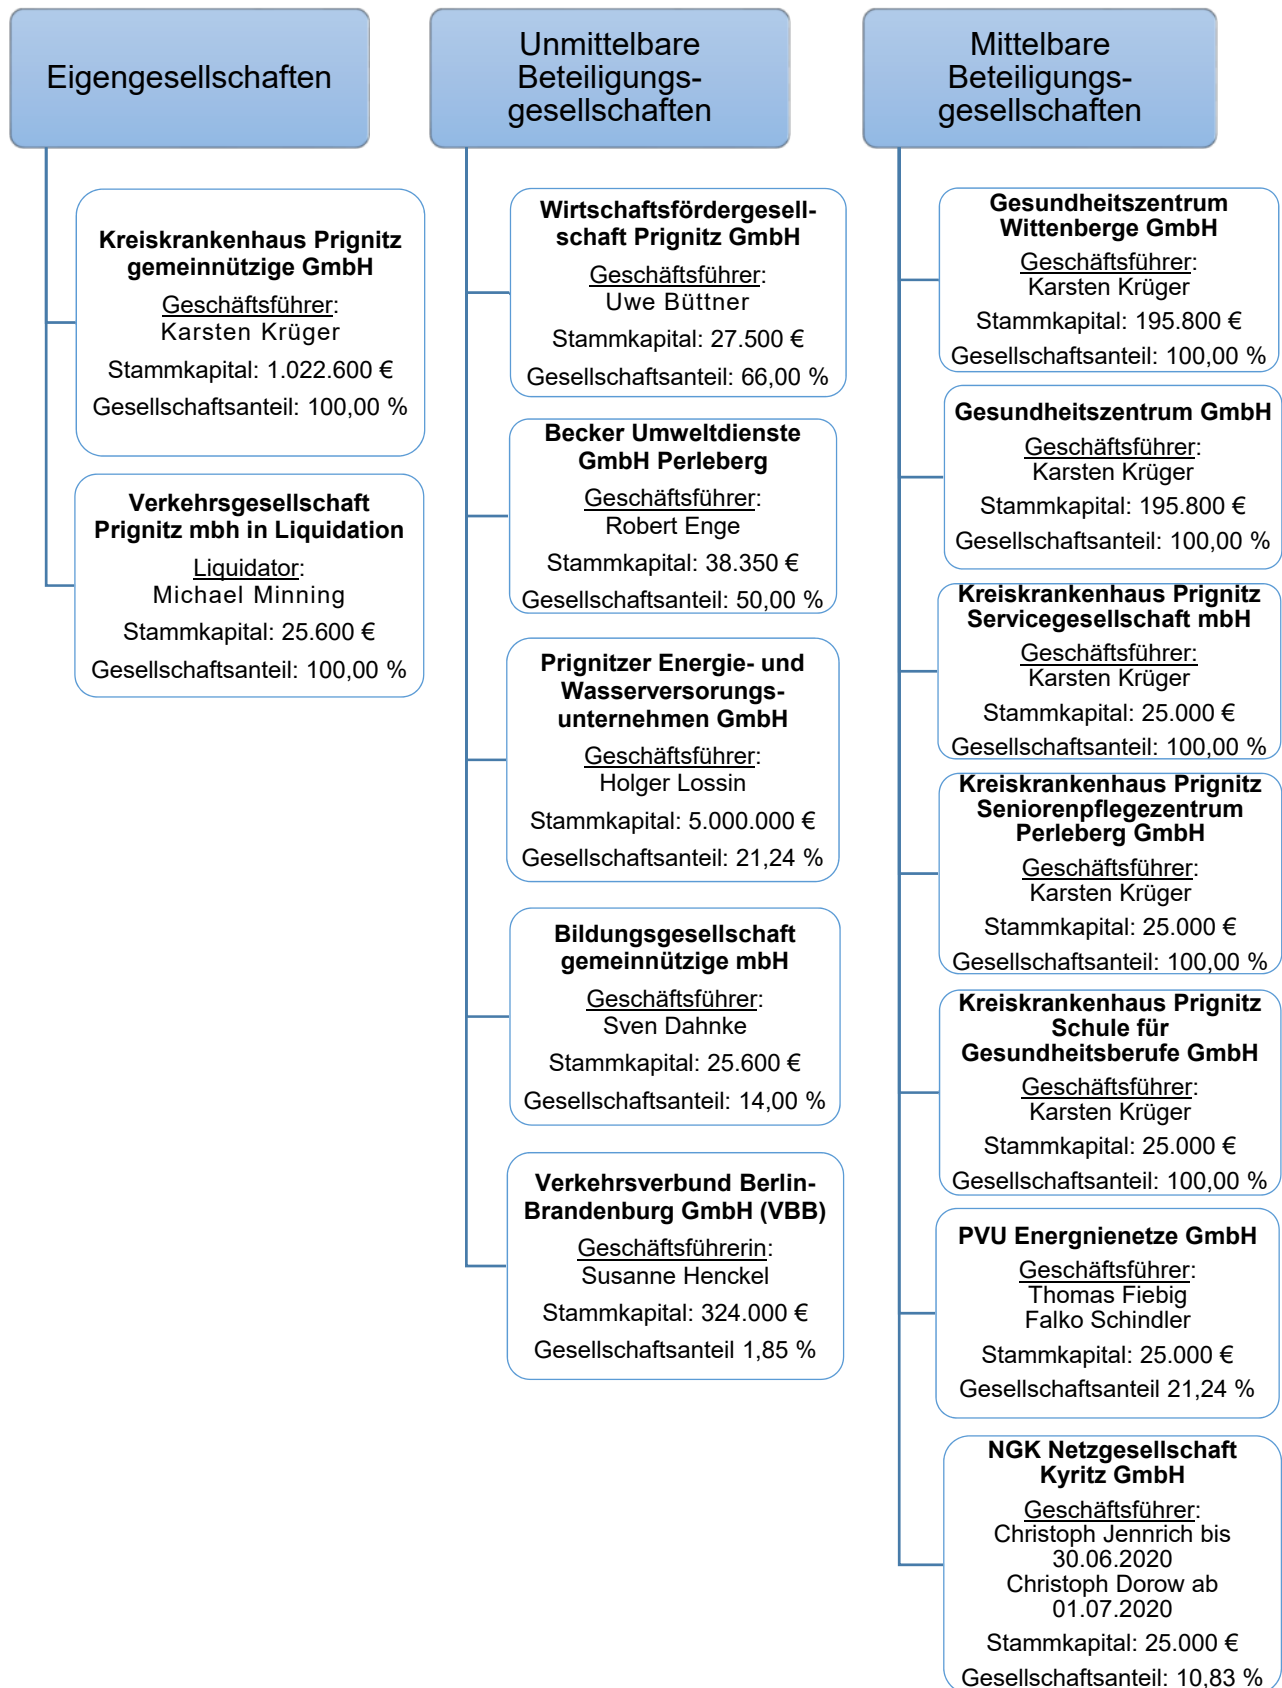 Eigengesellschaften
Kreiskrankenhaus Prignitz
gemeinnützige GmbH
Geschäftsführer:
Karsten Krüger
Stammkapital: 1.022.600 €
Gesellschaftsanteil: 100,00 %
Verkehrsgesellschaft
Prignitz mbh in Liquidation
Liquidator:
Michael Minning
Stammkapital: 25.600 €
Gesellschaftsanteil: 100,00 %
Unmittelbare
Beteiligungs-
gesellschaften
Wirtschaftsfördergesell-
schaft Prignitz GmbH
Geschäftsführer:
Uwe Büttner
Stammkapital: 27.500 €
Gesellschaftsanteil: 66,00 %
Becker Umweltdienste
GmbH Perleberg
Geschäftsführer:
Robert Enge
Stammkapital: 38.350 €
Gesellschaftsanteil: 50,00 %
Prignitzer Energie- und
Wasserversorungs-
unternehmen GmbH
Geschäftsführer:
Holger Lossin
Stammkapital: 5.000.000 €
Gesellschaftsanteil: 21,24 %
Bildungsgesellschaft
gemeinnützige mbH
Geschäftsführer:
Sven Dahnke
Stammkapital: 25.600 €
Gesellschaftsanteil: 14,00 %
Verkehrsverbund Berlin-
Brandenburg GmbH (VBB)
Geschäftsführerin:
Susanne Henckel
Stammkapital: 324.000 €
Gesellschaftsanteil 1,85 %
Mittelbare
Beteiligungs-
gesellschaften
Gesundheitszentrum
Wittenberge GmbH
Geschäftsführer:
Karsten Krüger
Stammkapital: 195.800 €
Gesellschaftsanteil: 100,00 %
Gesundheitszentrum GmbH
Geschäftsführer:
Karsten Krüger
Stammkapital: 195.800 €
Gesellschaftsanteil: 100,00 %
Kreiskrankenhaus Prignitz
Servicegesellschaft mbH
Geschäftsführer:
Karsten Krüger
Stammkapital: 25.000 €
Gesellschaftsanteil: 100,00 %
Kreiskrankenhaus Prignitz
Seniorenpflegezentrum
Perleberg GmbH
Geschäftsführer:
Karsten Krüger
Stammkapital: 25.000 €
Gesellschaftsanteil: 100,00 %
Kreiskrankenhaus Prignitz
Schule für
Gesundheitsberufe GmbH
Geschäftsführer:
Karsten Krüger
Stammkapital: 25.000 €
Gesellschaftsanteil: 100,00 %
PVU Energnienetze GmbH
Geschäftsführer:
Thomas Fiebig
Falko Schindler
Stammkapital: 25.000 €
Gesellschaftsanteil 21,24 %
NGK Netzgesellschaft
Kyritz GmbH
Geschäftsführer:
Christoph Jennrich bis
30.06.2020
Christoph Dorow ab
01.07.2020
Stammkapital: 25.000 €
Gesellschaftsanteil: 10,83 %